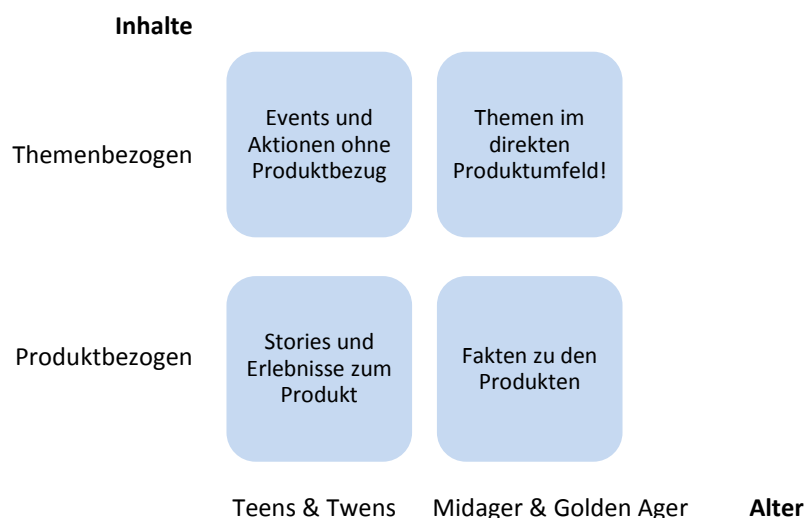 Inhalte
Themenbezogen
Events und
Aktionen ohne
Produktbezug
Themen im
direkten
Produktumfeld!
Produktbezogen
Stories und
Erlebnisse zum
Produkt
Fakten zu den
Produkten
Teens & Twens
Midager & Golden Ager
Alter